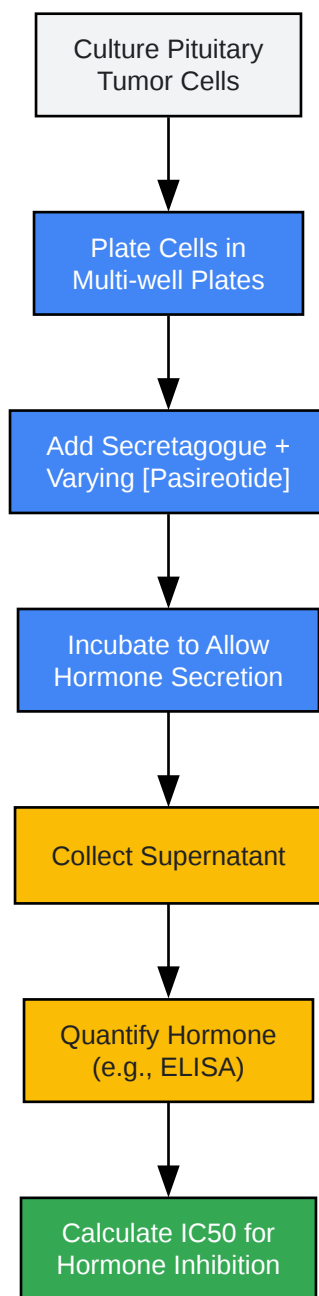 Culture Pituitary
Tumor Cells
Plate Cells in
Multi-well Plates
Add Secretagogue +
Varying [Pasireotide]
Incubate to Allow
Hormone Secretion
Collect Supernatant
Quantify Hormone
(e.g., ELISA)
Calculate IC50 for
Hormone Inhibition